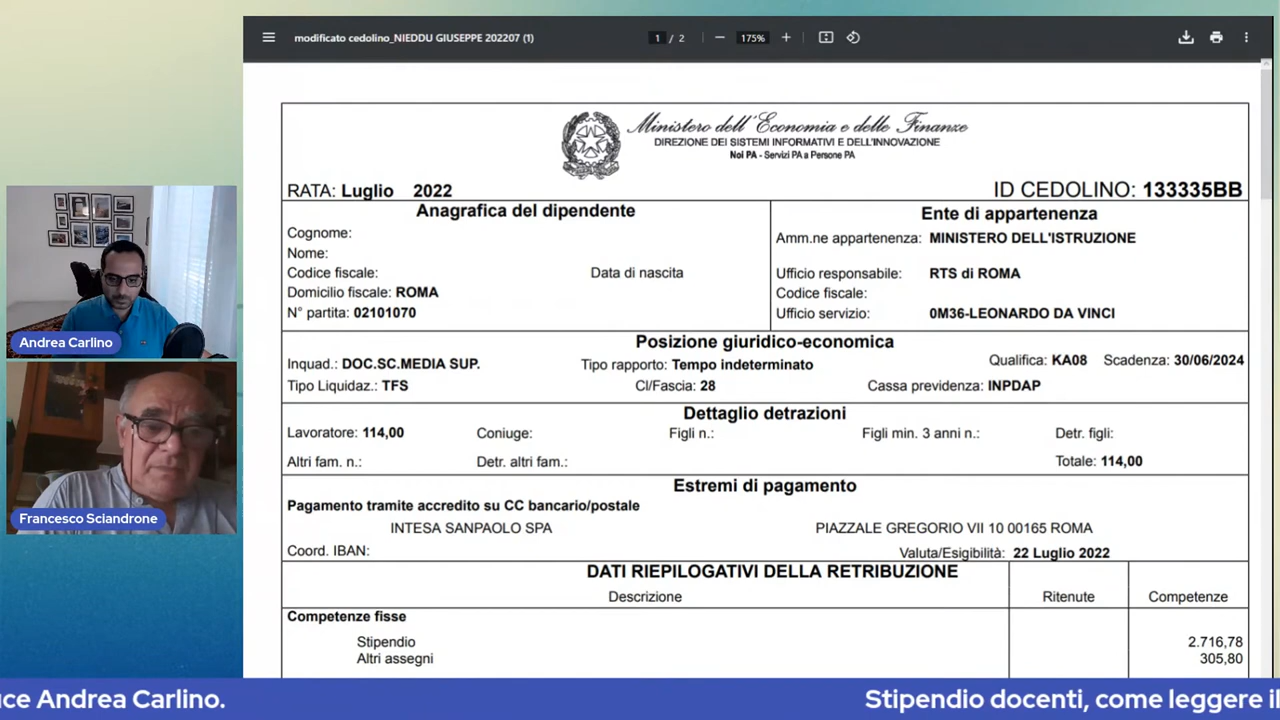 modificato cedolino_NIEDDU GIUSEPPE 202207 (1)
1 / 2
175%
Ministero dell'Economia e delle Finanze
DIREZIONE DEI SISTEMI INFORMATIVI E DELL'INNOVAZIONE
Noi PA - Servizi PA a Persone PA
RATA: Luglio 2022
ID CEDOLINO: 133335BB
Anagrafica del dipendente
Cognome:
Nome:
Codice fiscale: Data di nascita
Domicilio fiscale: ROMA
N° partita: 02101070
Ente di appartenenza
Amm.ne appartenenza: MINISTERO DELL'ISTRUZIONE
Ufficio responsabile: RTS di ROMA
Codice fiscale:
Ufficio servizio: 0M36-LEONARDO DA VINCI
Posizione giuridico-economica
Inquad.: DOC.SC.MEDIA SUP. Tipo rapporto: Tempo indeterminato Qualifica: KA08 Scadenza: 30/06/2024
Tipo Liquidaz.: TFS Cl/Fascia: 28 Cassa previdenza: INPDAP
Dettaglio detrazioni
Lavoratore: 114,00 Coniuge: Figli n.: Figli min. 3 anni n.: Detr. figli:
Altri fam. n.: Detr. altri fam.: Totale: 114,00
Estremi di pagamento
Pagamento tramite accredito su CC bancario/postale
INTESA SANPAOLO SPA PIAZZALE GREGORIO VII 10 00165 ROMA
Coord. IBAN: Valuta/Esigibilità: 22 Luglio 2022
DATI RIEPILOGATIVI DELLA RETRIBUZIONE
Descrizione Ritenute Competenze
Competenze fisse
Stipendio 2.716,78
Altri assegni 305,80
Andrea Carlino
Francesco Sciandrone
ce Andrea Carlino. Stipendio docenti, come leggere il